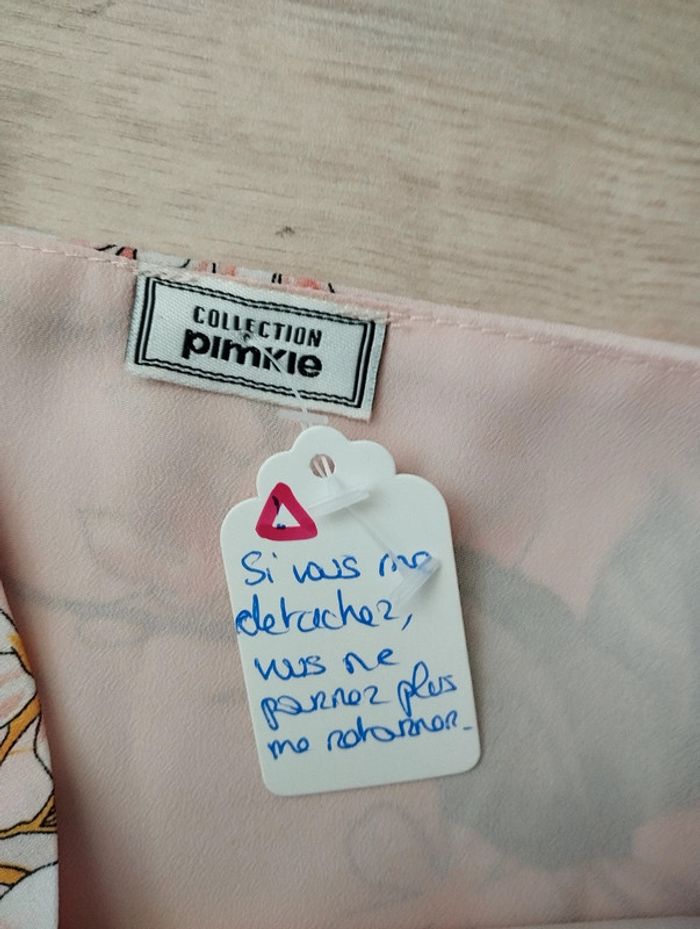 COLLECTION
pimkie
!
Si vous me
detachez,
vous ne
pourrez plus
me retourner.